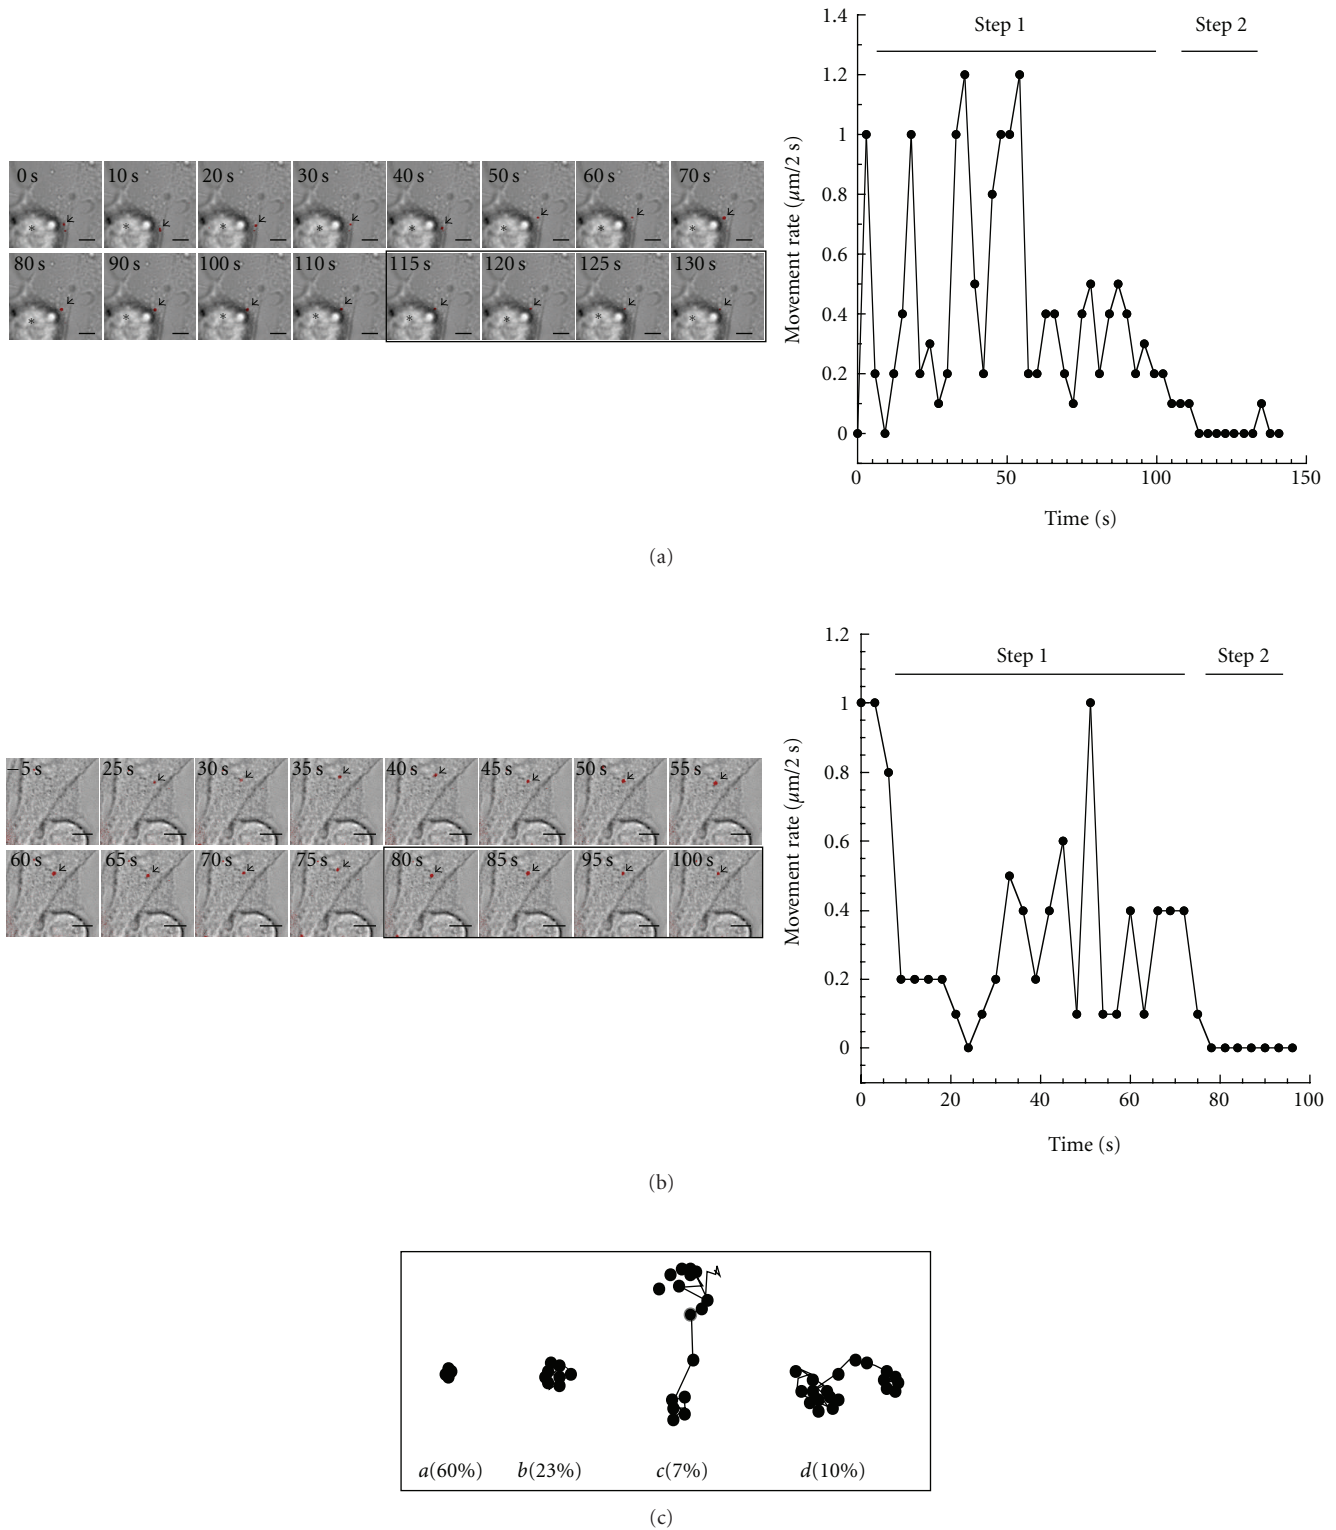 0 s 10 s 20 s 30 s 40 s 50 s 60 s 70 s
80 s 90 s 100 s 110 s 115 s 120 s 125 s 130 s
Step 1 Step 2
1.4
1.2
1
0.8
0.6
0.4
0.2
0
Movement rate (μm/2 s)
0 50 100 150
Time (s)
(a)
−5 s 25 s 30 s 35 s 40 s 45 s 50 s 55 s
60 s 65 s 70 s 75 s 80 s 85 s 95 s 100 s
Step 1 Step 2
1.2
1
0.8
0.6
0.4
0.2
0
Movement rate (μm/2 s)
0 20 40 60 80 100
Time (s)
(b)
a(60%) b(23%) c(7%) d(10%)
(c)